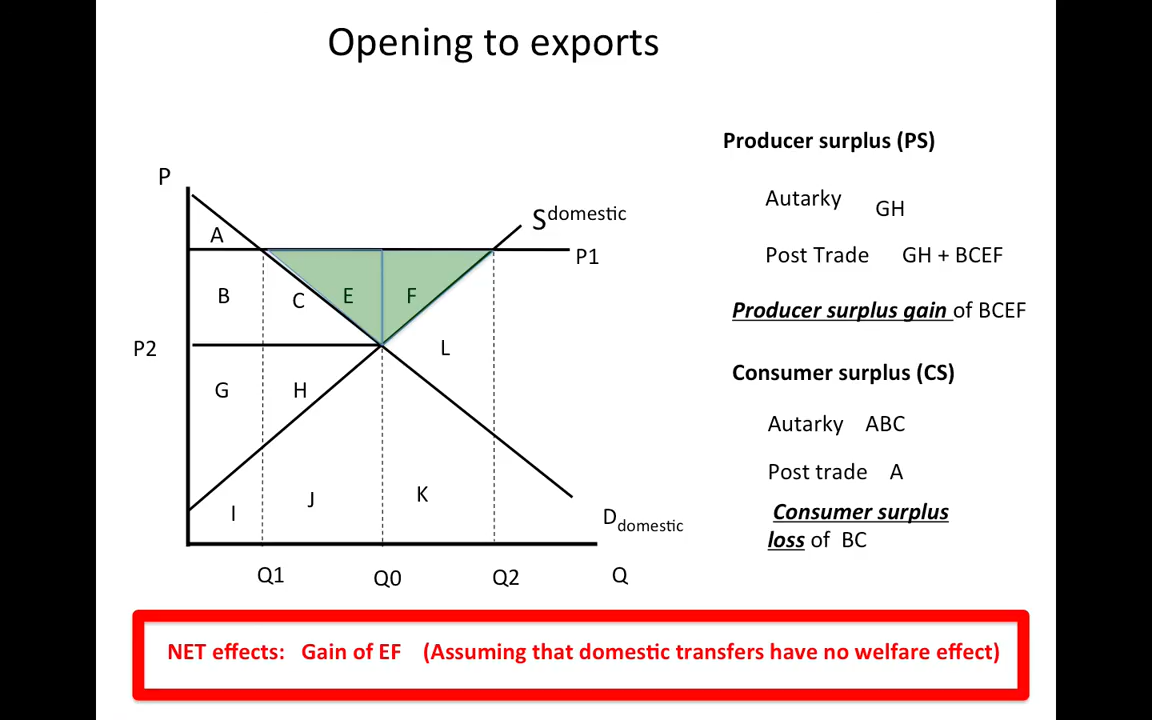 Opening to exports
P
A
S domestic
P1
B
C
E
F
P2
L
G
H
I
J
K
D domestic
Q1
Q0
Q2
Q
Producer surplus (PS)
Autarky GH
Post Trade GH + BCEF
Producer surplus gain of BCEF
Consumer surplus (CS)
Autarky ABC
Post trade A
Consumer surplus
loss of BC
NET effects: Gain of EF (Assuming that domestic transfers have no welfare effect)